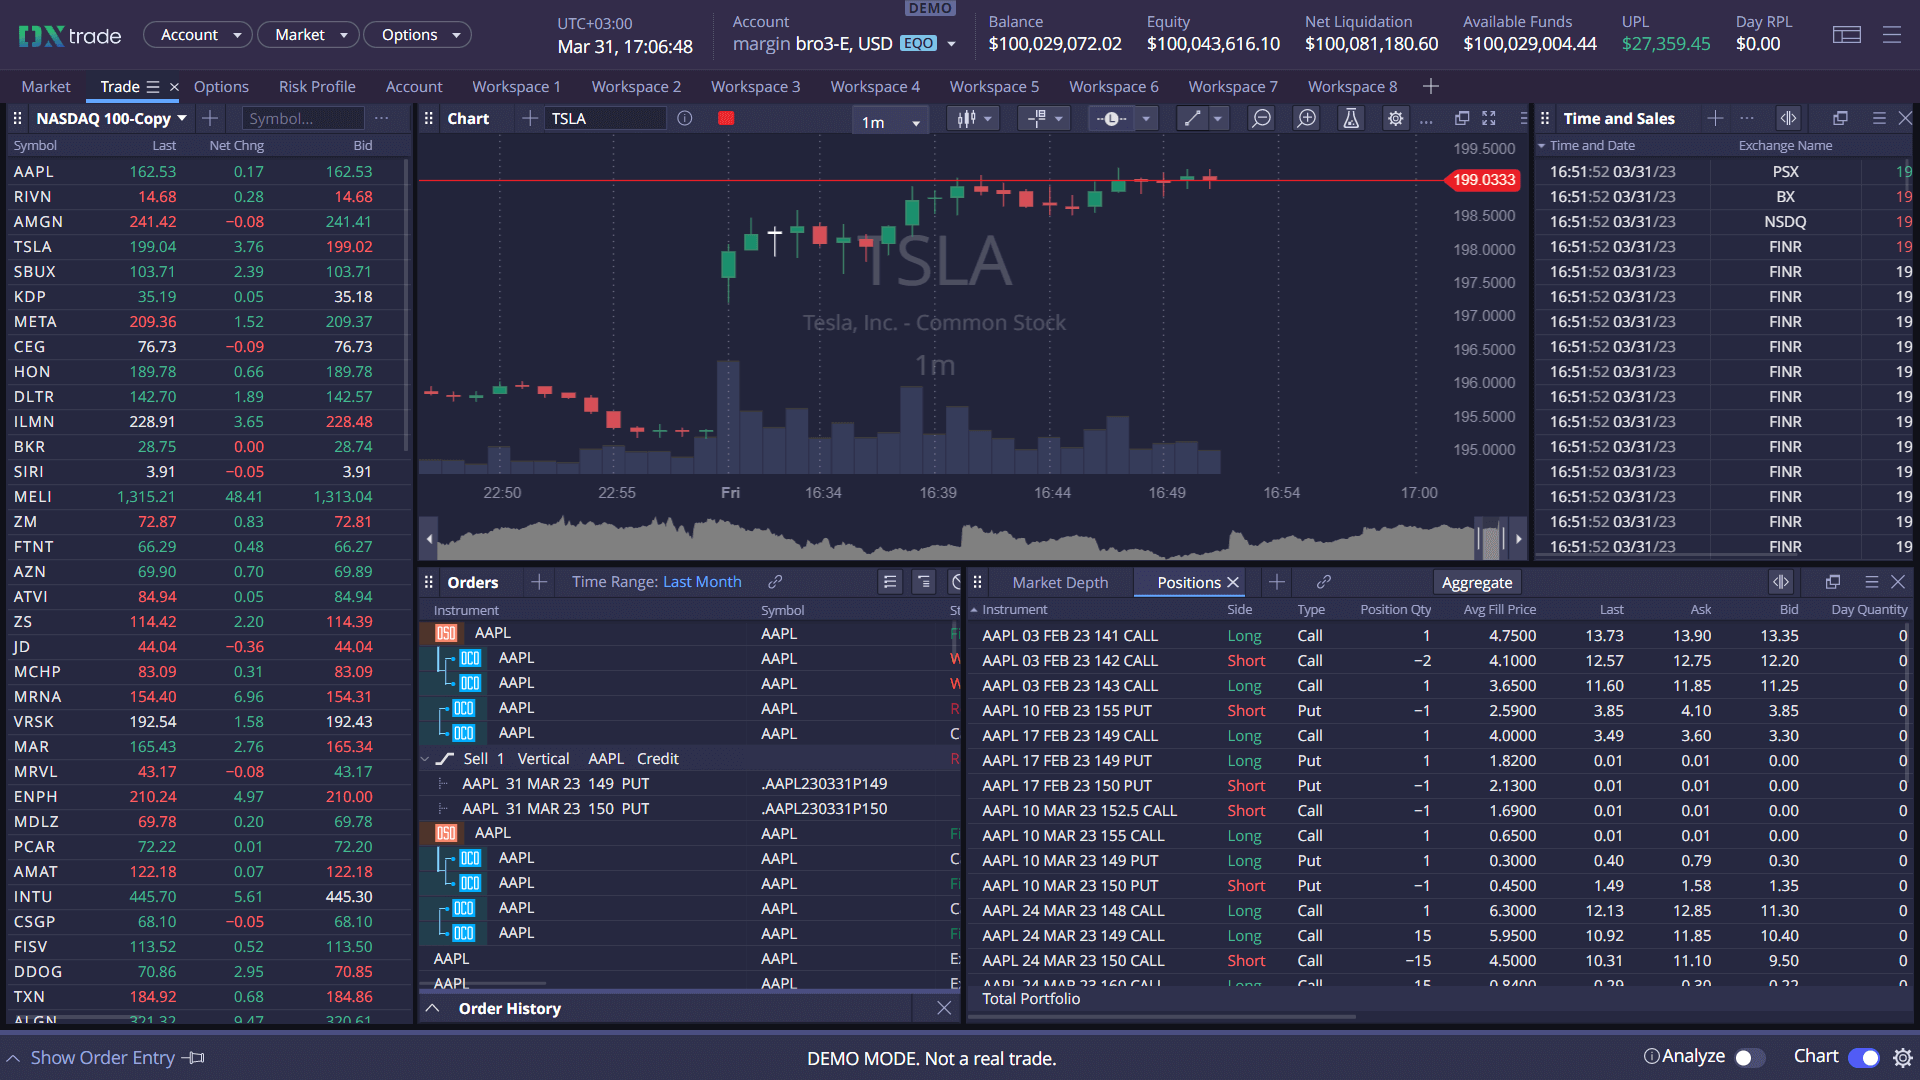 DEMO
DXtrade Account Market Options
UTC+03:00
Mar 31, 17:06:48
Account
margin bro3-E, USD EQO
Balance
$100,029,072.02
Equity
$100,043,616.10
Net Liquidation
$100,081,180.60
Available Funds
$100,029,004.44
UPL
$27,359.45
Day RPL
$0.00
Market Trade Options Risk Profile Account Workspace 1 Workspace 2 Workspace 3 Workspace 4 Workspace 5 Workspace 6 Workspace 7 Workspace 8
NASDAQ 100-Copy Symbol...
Symbol Last Net Chng Bid
AAPL 162.53 0.17 162.53
RIVN 14.68 0.28 14.68
AMGN 241.42 −0.08 241.41
TSLA 199.04 3.76 199.02
SBUX 103.71 2.39 103.71
KDP 35.19 0.05 35.18
META 209.36 1.52 209.37
CEG 76.73 −0.09 76.73
HON 189.78 0.66 189.78
DLTR 142.70 1.89 142.57
ILMN 228.91 3.65 228.48
BKR 28.75 0.00 28.74
SIRI 3.91 −0.05 3.91
MELI 1,315.21 48.41 1,313.04
ZM 72.87 0.83 72.81
FTNT 66.29 0.48 66.27
AZN 69.90 0.70 69.89
ATVI 84.94 0.05 84.94
ZS 114.42 2.20 114.39
JD 44.04 −0.36 44.04
MCHP 83.09 0.31 83.09
MRNA 154.40 6.96 154.31
VRSK 192.54 1.58 192.43
MAR 165.43 2.76 165.34
MRVL 43.17 −0.08 43.17
ENPH 210.24 4.97 210.00
MDLZ 69.78 0.20 69.78
PCAR 72.22 0.01 72.20
AMAT 122.18 0.07 122.18
INTU 445.70 5.61 445.30
CSGP 68.10 −0.05 68.10
FISV 113.52 0.52 113.50
DDOG 70.86 2.95 70.85
TXN 184.92 0.68 184.86
ALGN 321.32 9.47 320.61
Chart TSLA 1m
TSLA
Tesla, Inc. - Common Stock
1m
199.5000
199.0333
198.5000
198.0000
197.5000
197.0000
196.5000
196.0000
195.5000
195.0000
22:50 22:55 Fri 16:34 16:39 16:44 16:49 16:54 17:00
Time and Sales
Time and Date Exchange Name
16:51:52 03/31/23 PSX 19
16:51:52 03/31/23 BX 19
16:51:52 03/31/23 NSDQ 19
16:51:52 03/31/23 FINR 19
16:51:52 03/31/23 FINR 19
16:51:52 03/31/23 FINR 19
16:51:52 03/31/23 FINR 19
16:51:52 03/31/23 FINR 19
16:51:52 03/31/23 FINR 19
16:51:52 03/31/23 FINR 19
16:51:52 03/31/23 FINR 19
16:51:52 03/31/23 FINR 19
16:51:52 03/31/23 FINR 19
16:51:52 03/31/23 FINR 19
16:51:52 03/31/23 FINR 19
16:51:52 03/31/23 FINR 19
Orders Time Range: Last Month
Instrument Symbol St
OSO AAPL AAPL
OCO AAPL AAPL W
OCO AAPL AAPL W
OCO AAPL AAPL R
OCO AAPL AAPL C
Sell 1 Vertical AAPL Credit R
AAPL 31 MAR 23 149 PUT .AAPL230331P149
AAPL 31 MAR 23 150 PUT .AAPL230331P150
OSO AAPL AAPL Fi
OCO AAPL AAPL C
OCO AAPL AAPL Fi
OCO AAPL AAPL C
OCO AAPL AAPL Fi
AAPL AAPL E
AAPL AAPL E
Order History
Market Depth Positions Aggregate
Instrument Side Type Position Qty Avg Fill Price Last Ask Bid Day Quantity
AAPL 03 FEB 23 141 CALL Long Call 1 4.7500 13.73 13.90 13.35 0
AAPL 03 FEB 23 142 CALL Short Call −2 4.1000 12.57 12.75 12.20 0
AAPL 03 FEB 23 143 CALL Long Call 1 3.6500 11.60 11.85 11.25 0
AAPL 10 FEB 23 155 PUT Short Put −1 2.5900 3.85 4.10 3.85 0
AAPL 17 FEB 23 149 CALL Long Call 1 4.0000 3.49 3.60 3.30 0
AAPL 17 FEB 23 149 PUT Long Put 1 1.8200 0.01 0.01 0.00 0
AAPL 17 FEB 23 150 PUT Short Put −1 2.1300 0.01 0.01 0.00 0
AAPL 10 MAR 23 152.5 CALL Short Call −1 1.6900 0.01 0.01 0.00 0
AAPL 10 MAR 23 155 CALL Long Call 1 0.6500 0.01 0.01 0.00 0
AAPL 10 MAR 23 149 PUT Long Put 1 0.3000 0.40 0.79 0.30 0
AAPL 10 MAR 23 150 PUT Short Put −1 0.4500 1.49 1.58 1.35 0
AAPL 24 MAR 23 148 CALL Long Call 1 6.3000 12.13 12.85 11.30 0
AAPL 24 MAR 23 149 CALL Long Call 15 5.9500 10.92 11.85 10.40 0
AAPL 24 MAR 23 150 CALL Short Call −15 4.5000 10.31 11.10 9.50 0
AAPL 24 MAR 23 160 CALL Long Call 15 0.8400 0.29 0.30 0.22 0
Total Portfolio
Show Order Entry DEMO MODE. Not a real trade. Analyze Chart